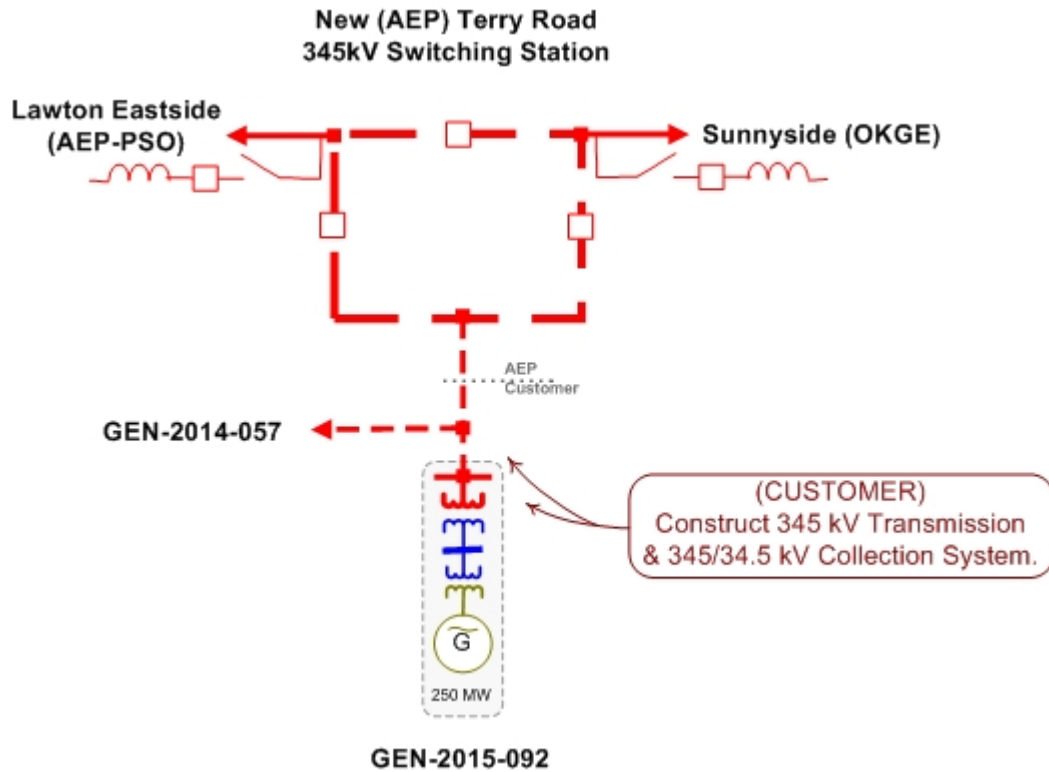 New (AEP) Terry Road
345kV Switching Station
Lawton Eastside
(AEP-PSO)
Sunnyside (OKGE)
AEP
Customer
GEN-2014-057
(CUSTOMER)
Construct 345 kV Transmission
& 345/34.5 kV Collection System.
G
250 MW
GEN-2015-092